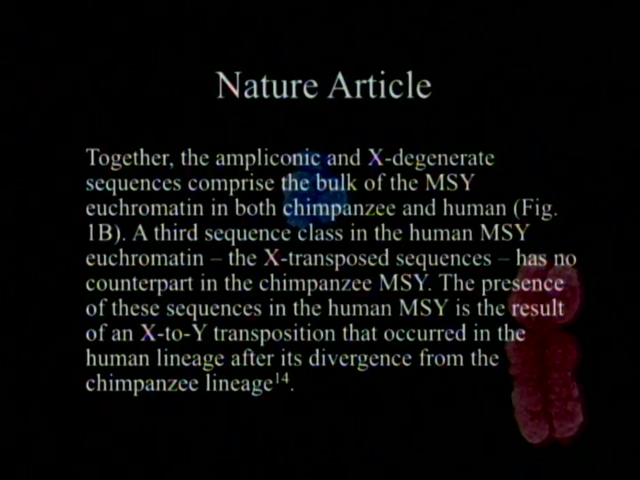 Nature Article
Together, the ampliconic and X-degenerate
sequences comprise the bulk of the MSY
euchromatin in both chimpanzee and human (Fig.
1B). A third sequence class in the human MSY
euchromatin – the X-transposed sequences – has no
counterpart in the chimpanzee MSY. The presence
of these sequences in the human MSY is the result
of an X-to-Y transposition that occurred in the
human lineage after its divergence from the
chimpanzee lineage¹⁴.